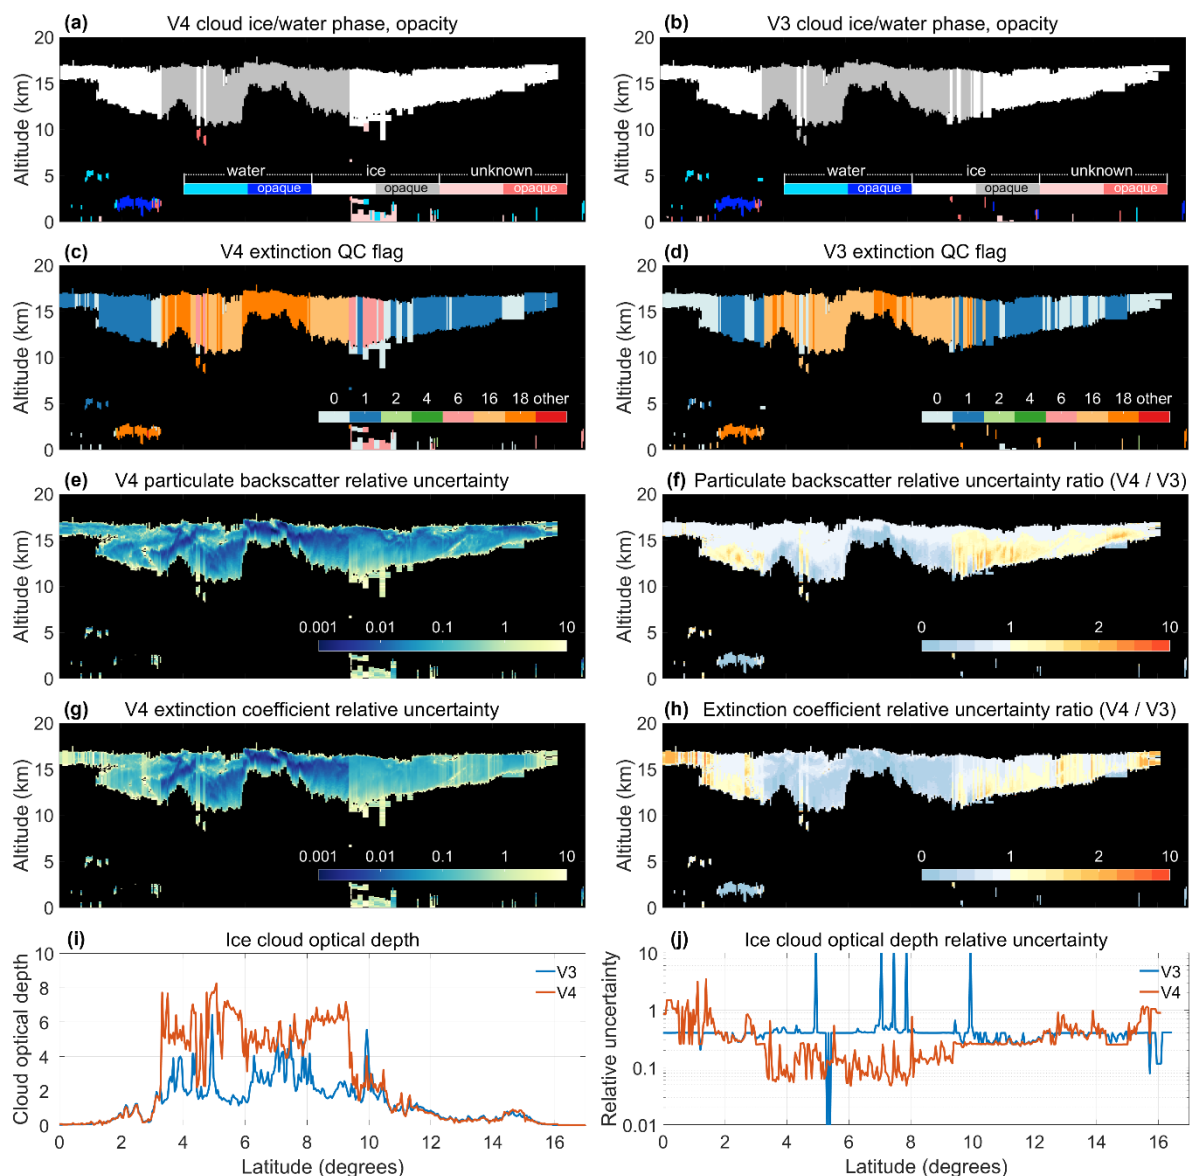 (a) V4 cloud ice/water phase, opacity
20
15
10
5
0
Altitude (km)
water ice unknown
opaque opaque opaque
(b) V3 cloud ice/water phase, opacity
20
15
10
5
0
Altitude (km)
water ice unknown
opaque opaque opaque
(c) V4 extinction QC flag
20
15
10
5
0
Altitude (km)
0 1 2 4 6 16 18 other
(d) V3 extinction QC flag
20
15
10
5
0
Altitude (km)
0 1 2 4 6 16 18 other
(e) V4 particulate backscatter relative uncertainty
20
15
10
5
0
Altitude (km)
0.001 0.01 0.1 1 10
(f) Particulate backscatter relative uncertainty ratio (V4 / V3)
20
15
10
5
0
Altitude (km)
0 1 2 10
(g) V4 extinction coefficient relative uncertainty
20
15
10
5
0
Altitude (km)
0.001 0.01 0.1 1 10
(h) Extinction coefficient relative uncertainty ratio (V4 / V3)
20
15
10
5
0
Altitude (km)
0 1 2 10
(i) Ice cloud optical depth
10
8
6
4
2
0
Cloud optical depth
V3
V4
0 2 4 6 8 10 12 14 16
Latitude (degrees)
(j) Ice cloud optical depth relative uncertainty
10
1
0.1
0.01
Relative uncertainty
V3
V4
0 2 4 6 8 10 12 14 16
Latitude (degrees)